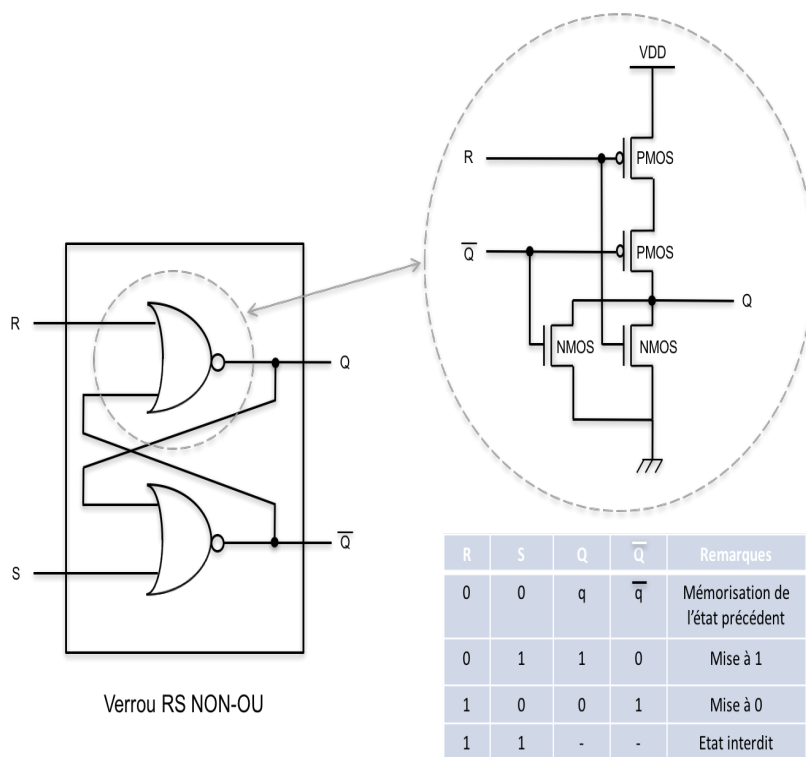 VDD
R
PMOS
Q̅
PMOS
Q
NMOS
NMOS
R
Q
Q̅
S
Verrou RS NON-OU
R S Q Q̅ Remarques
0 0 q q̅ Mémorisation de
l'état précédent
0 1 1 0 Mise à 1
1 0 0 1 Mise à 0
1 1 - - Etat interdit